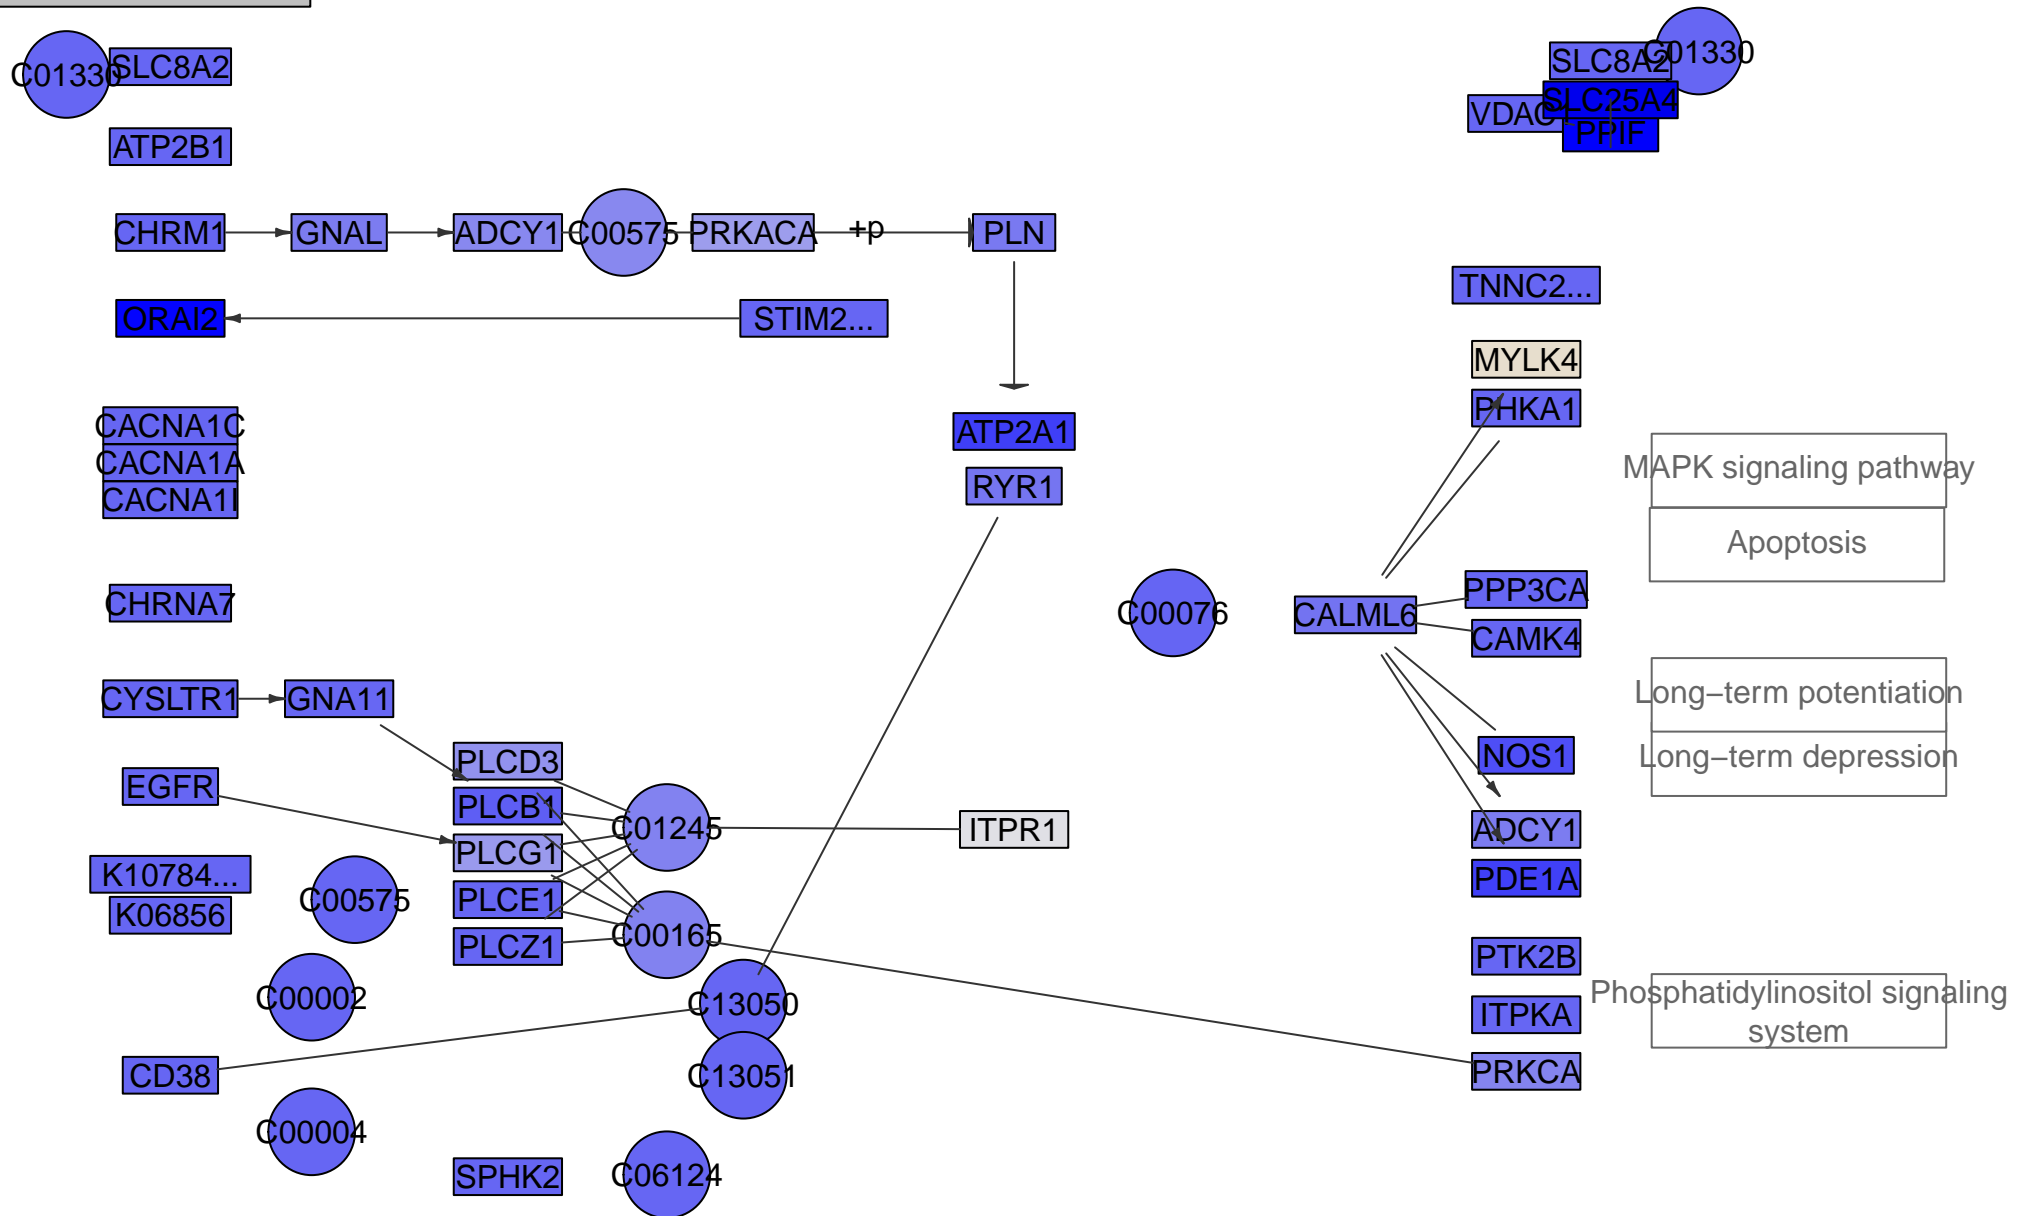 C01330
SLC8A2
ATP2B1
CHRM1
GNAL
ADCY1
C00575
PRKACA
+p
PLN
ORAI2
STIM2...
CACNA1C
CACNA1A
CACNA1I
CHRNA7
CYSLTR1
GNA11
EGFR
PLCD3
PLCB1
PLCG1
PLCE1
PLCZ1
K10784...
K06856
C00575
C00002
CD38
C00004
SPHK2
C01245
C00165
C13050
C13051
C06124
ATP2A1
RYR1
ITPR1
C00076
CALML6
SLC8A2
C01330
SLC25A4
VDAC1
PPIF
TNNC2...
MYLK4
PHKA1
PPP3CA
CAMK4
NOS1
ADCY1
PDE1A
PTK2B
ITPKA
PRKCA
MAPK signaling pathway
Apoptosis
Long−term potentiation
Long−term depression
Phosphatidylinositol signaling
system